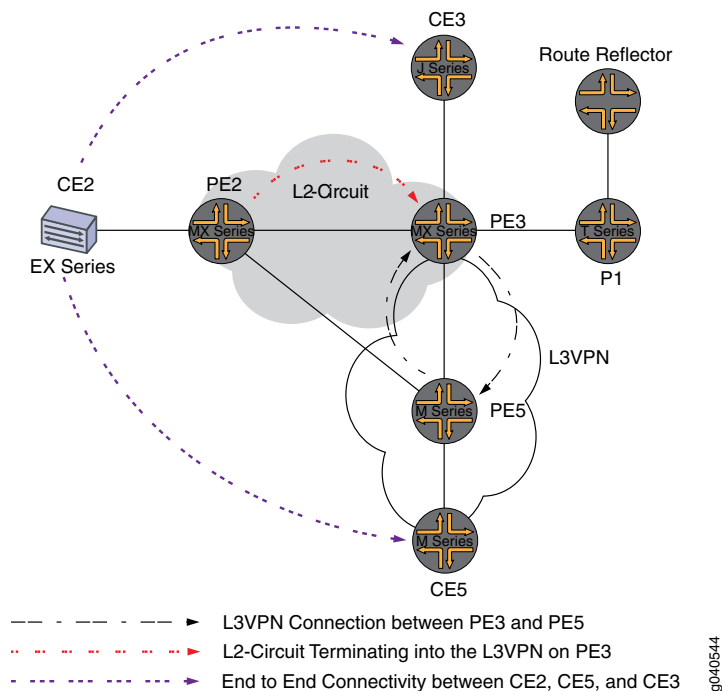 CE3
J Series
Route Reflector
CE2
PE2
L2-Circuit
EX Series
MX Series
MX Series
PE3
T Series
P1
L3VPN
M Series
PE5
M Series
CE5
L3VPN Connection between PE3 and PE5
L2-Circuit Terminating into the L3VPN on PE3
End to End Connectivity between CE2, CE5, and CE3
g040544